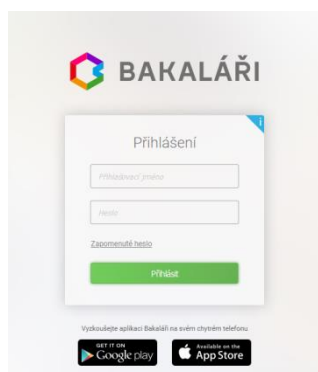 BAKALÁŘI
i
Přihlášení
Přihlašovací jméno
Heslo
Zapomenuté heslo
Přihlásit
Vyzkoušejte aplikaci Bakaláři na svém chytrém telefonu
GET IT ON
Google play
Available on the
App Store